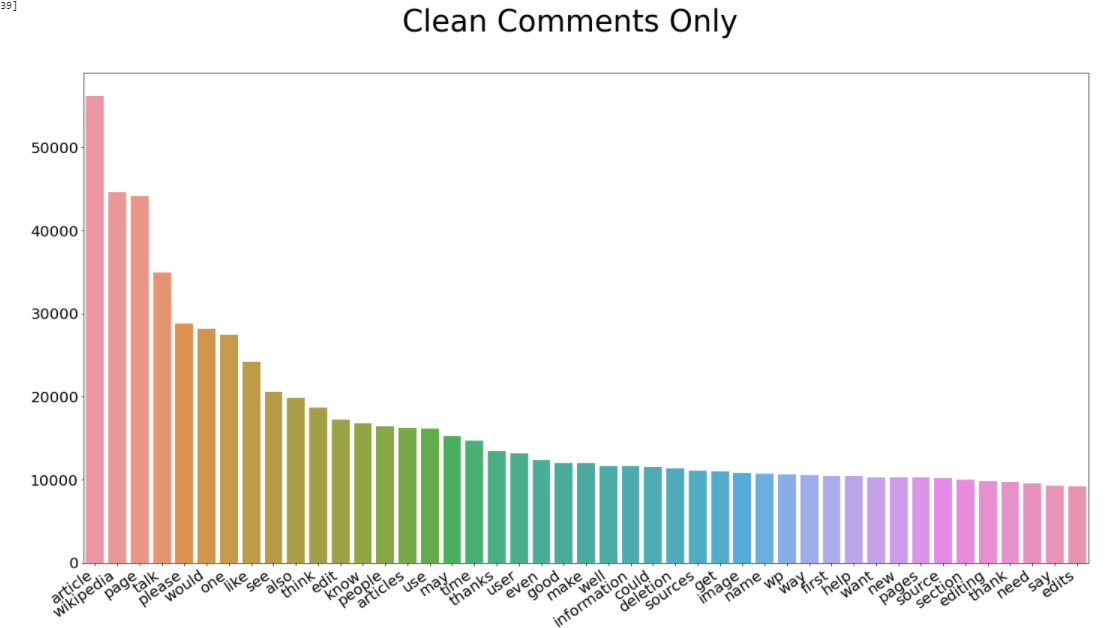 39]
Clean Comments Only
50000
40000
30000
20000
10000
0
article
wikipedia
page
talk
please
would
one
like
see
also
think
edit
know
people
articles
use
may
time
thanks
user
even
good
make
well
information
could
deletion
sources
get
image
name
wp
way
first
help
want
new
pages
source
section
editing
thank
need
say
edits